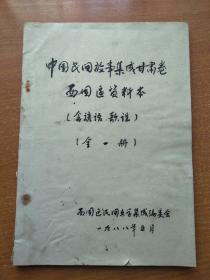 中国民间故事集成甘肃卷
西固区资料本
(含谚语、歌谣)
(全一册)
西固区民间文学集成编委会
一九八八年 月